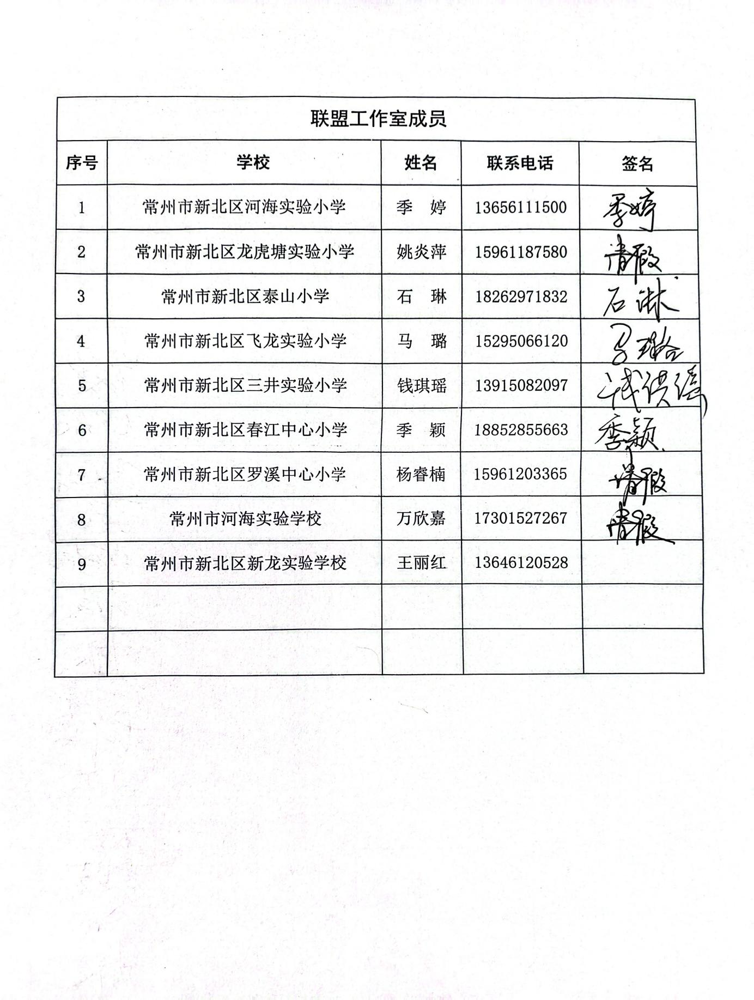 联盟工作室成员
序号 学校 姓名 联系电话 签名
1 常州市新北区河海实验小学 季 婷 13656111500 季婷
2 常州市新北区龙虎塘实验小学 姚炎萍 15961187580 请假
3 常州市新北区泰山小学 石 琳 18262971832 石琳
4 常州市新北区飞龙实验小学 马 璐 15295066120 马璐
5 常州市新北区三井实验小学 钱琪瑶 13915082097 钱琪瑶
6 常州市新北区春江中心小学 季 颖 18852855663 季颖
7 常州市新北区罗溪中心小学 杨睿楠 15961203365 请假
8 常州市河海实验学校 万欣嘉 17301527267 请假
9 常州市新北区新龙实验学校 王丽红 13646120528